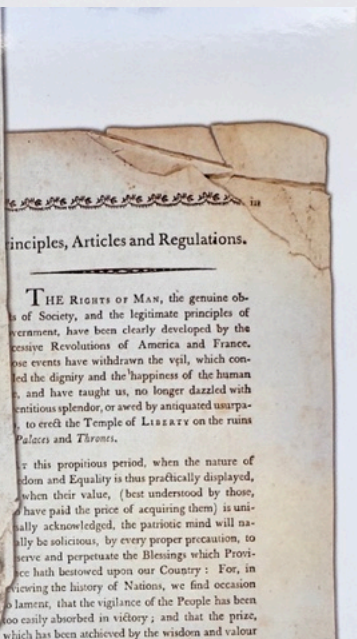 iii
inciples, Articles and Regulations.
THE RIGHTS OF MAN, the genuine ob-
s of Society, and the legitimate principles of
vernment, have been clearly developed by the
cessive Revolutions of America and France.
ose events have withdrawn the veil, which con-
led the dignity and the happiness of the human
, and have taught us, no longer dazzled with
entitious splendor, or awed by antiquated usurpa-
, to erect the Temple of LIBERTY on the ruins
Palaces and Thrones.
T this propitious period, when the nature of
dom and Equality is thus practically displayed,
when their value, (best understood by those,
have paid the price of acquiring them) is uni-
sally acknowledged, the patriotic mind will na-
ally be solicitous, by every proper precaution, to
serve and perpetuate the Blessings which Provi-
ce hath bestowed upon our Country : For, in
viewing the history of Nations, we find occasion
o lament, that the vigilance of the People has been
too easily absorbed in victory ; and that the prize,
which has been atchieved by the wisdom and valour